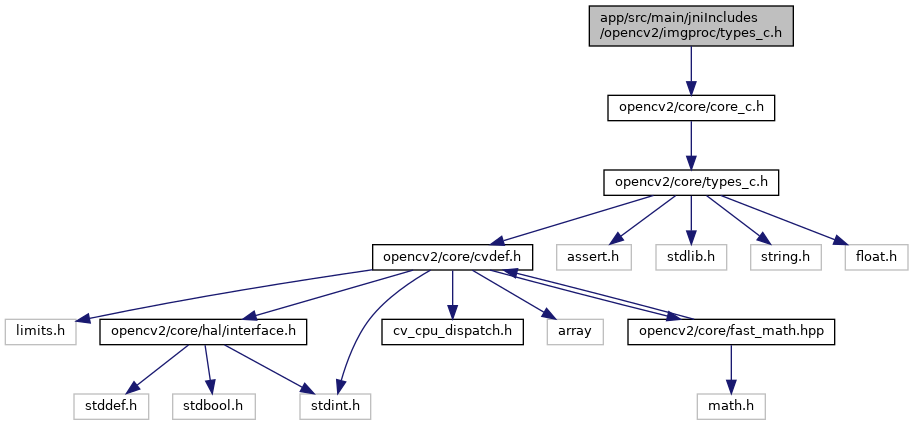 app/src/main/jniIncludes
/opencv2/imgproc/types_c.h
opencv2/core/core_c.h
opencv2/core/types_c.h
opencv2/core/cvdef.h
assert.h
stdlib.h
string.h
float.h
limits.h
opencv2/core/hal/interface.h
cv_cpu_dispatch.h
array
opencv2/core/fast_math.hpp
stddef.h
stdbool.h
stdint.h
math.h